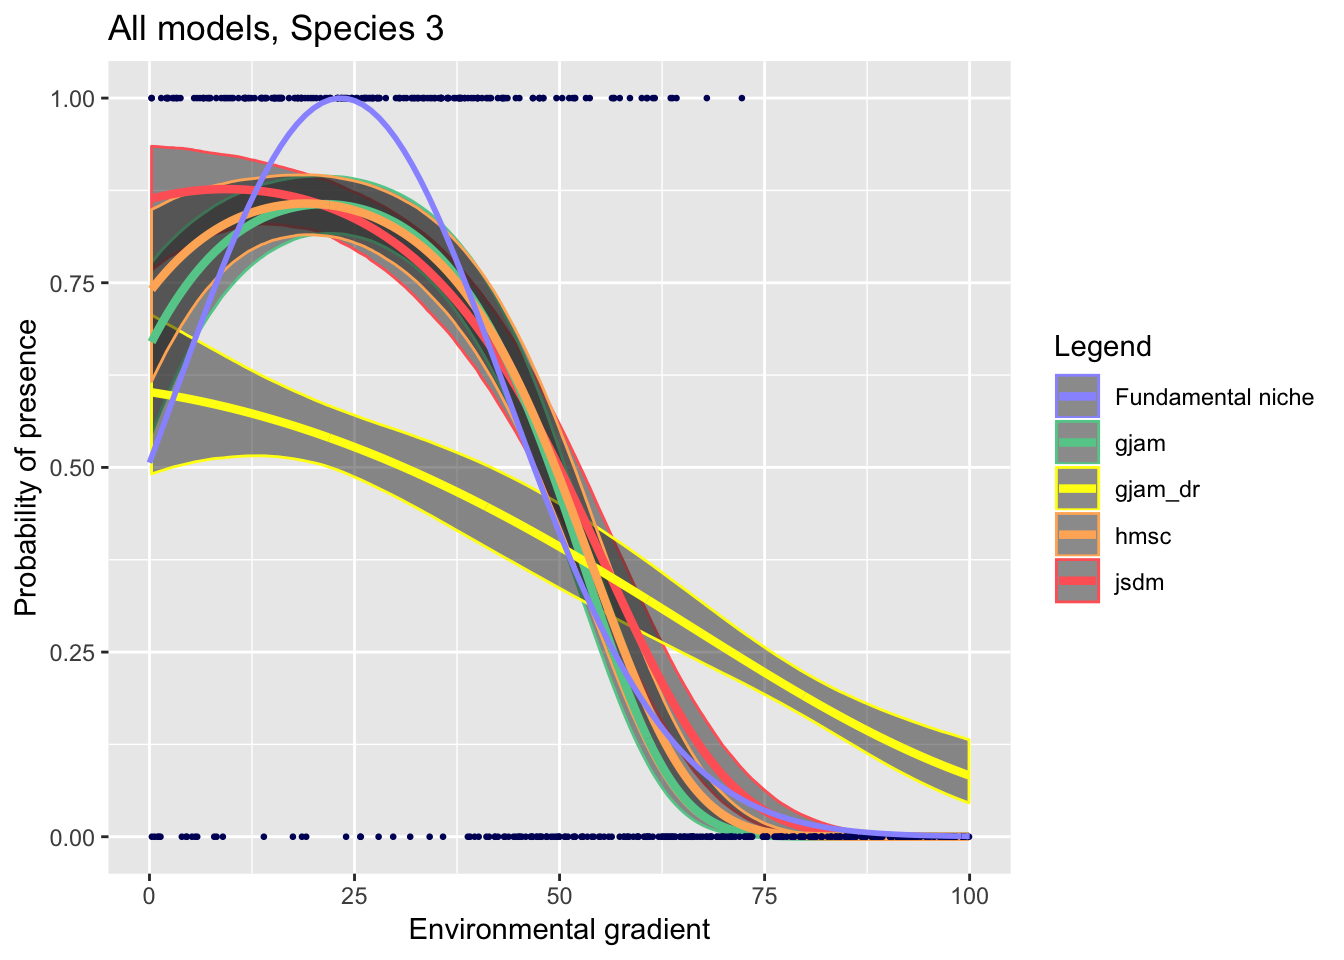 All models, Species 3
Probability of presence
1.00
0.75
0.50
0.25
0.00
0
25
50
75
100
Environmental gradient
Legend
Fundamental niche
gjam
gjam_dr
hmsc
jsdm